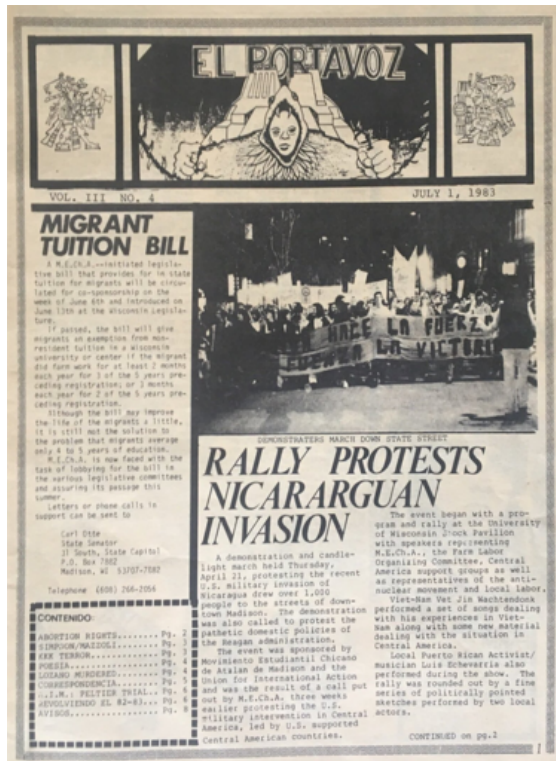 EL PORTAVOZ
VOL. III NO. 4
JULY 1, 1983
MIGRANT
TUITION BILL
A M.E.Ch.A.--initiated legisla-
tive bill that provides for in state
tuition for migrants will be circu-
lated for co-sponsorship on the
week of June 6th and introduced on
June 13th at the Wisconsin Legisla-
ture.
If passed, the bill will give
migrants an exemption from non-
resident tuition in a Wisconsin
university or center if the migrant
did farm work for at least 2 months
each year for 3 of the 5 years pre-
ceding registration; or 3 months
each year for 2 of the 5 years pre-
ceding registration.
Although the bill may improve
the life of the migrants a little,
it is still not the solution to
the problem that migrants average
only 4 to 5 years of education.
M.E.Ch.A. is now faced with the
task of lobbying for the bill in
the various legislative committees
and assuring its passage this
summer.
Letters or phone calls in
support can be sent to
Carl Otte
State Senator
31 South, State Capitol
P.O. Box 7882
Madison, WI 53707-7882
Telephone (608) 266-2056
CONTENIDO:
ABORTION RIGHTS....... Pg. 2
SIMPSON/MAZZOLI....... Pg.
KKK TERROR............ Pg. 3
POESIA................ Pg. 4
LOZANO MURDERED....... Pg.
CORRESPONDENCIA....... Pg. 5
A.I.M. PELTIER TRIAL.. Pg. 6
REVOLVIENDO EL 82-83... Pg.
AVISOS................ Pg. 8
HACE LA FUERZA
LA VICTORIA
DEMONSTRATERS MARCH DOWN STATE STREET
RALLY PROTESTS
NICARARGUAN
INVASION
A demonstration and candle-
light march held Thursday,
April 21, protesting the recent
U.S. military invasion of
Nicaragua drew over 1,000
people to the streets of down-
town Madison. The demonstration
was also called to protest the
pathetic domestic policies of
the Reagan administration.
The event was sponsored by
Movimiento Estudiantil Chicano
de Atzlan de Madison and the
Union for International Action
and was the result of a call put
out by M.E.Ch.A. three weeks
earlier protesting the U.S.
military intervention in Central
America, led by U.S. supported
Central American countries.
The event began with a pro-
gram and rally at the University
of Wisconsin Stock Pavilion
with speakers representing
M.E.Ch.A., the Farm Labor
Organizing Committee, Central
America support groups as well
as representatives of the anti-
nuclear movement and local labor.
Viet-Nam Vet Jim Wachtendonk
performed a set of songs dealing
with his experiences in Viet-
Nam along with some new material
dealing with the situation in
Central America.
Local Puerto Rican Activist/
musician Luis Echevarria also
performed during the show. The
rally was rounded out by a fine
series of politically pointed
sketches performed by two local
actors.
CONTINUED on pg.2
1